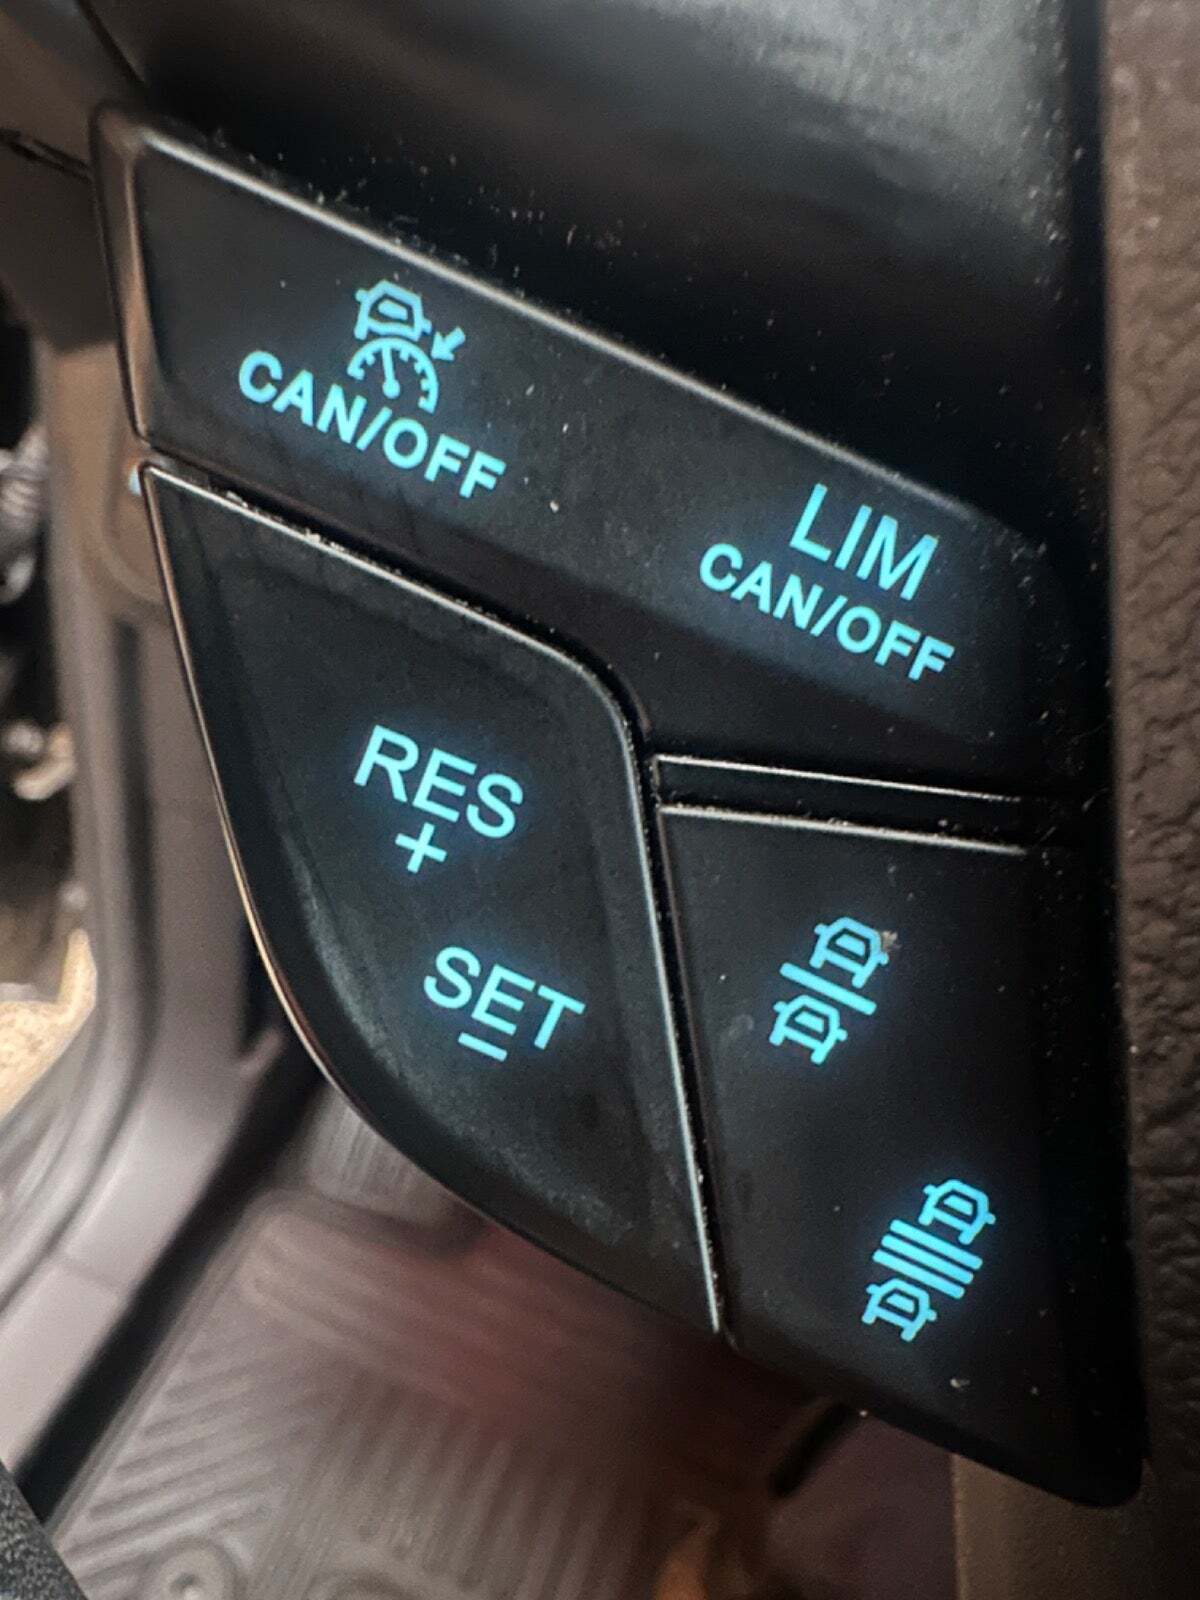 CAN/OFF
LIM
CAN/OFF
RES
+
SET
-